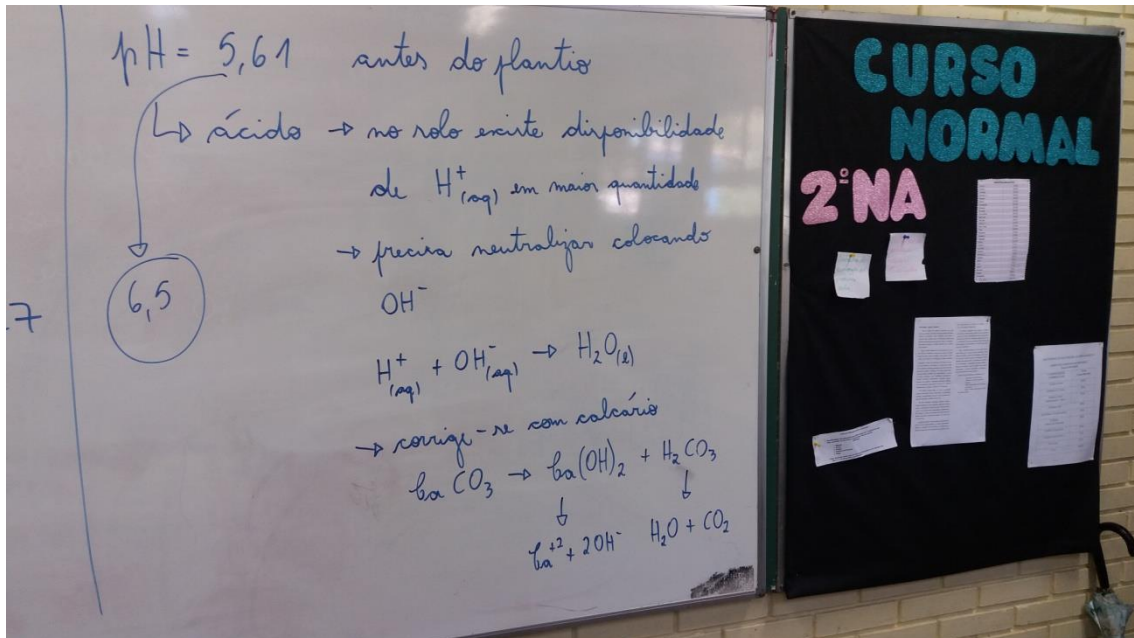 pH = 5,61 antes do plantio
↳ ácido → no solo existe disponibilidade
de H⁺(aq) em maior quantidade
→ precisa neutralizar colocando
OH⁻
6,5
7
H⁺(aq) + OH⁻(aq) → H₂O(l)
→ corrige-se com calcário
CaCO₃ → Ca(OH)₂ + H₂CO₃
↓ ↓
Ca⁺² + 2OH⁻ H₂O + CO₂
CURSO
NORMAL
2ºNA